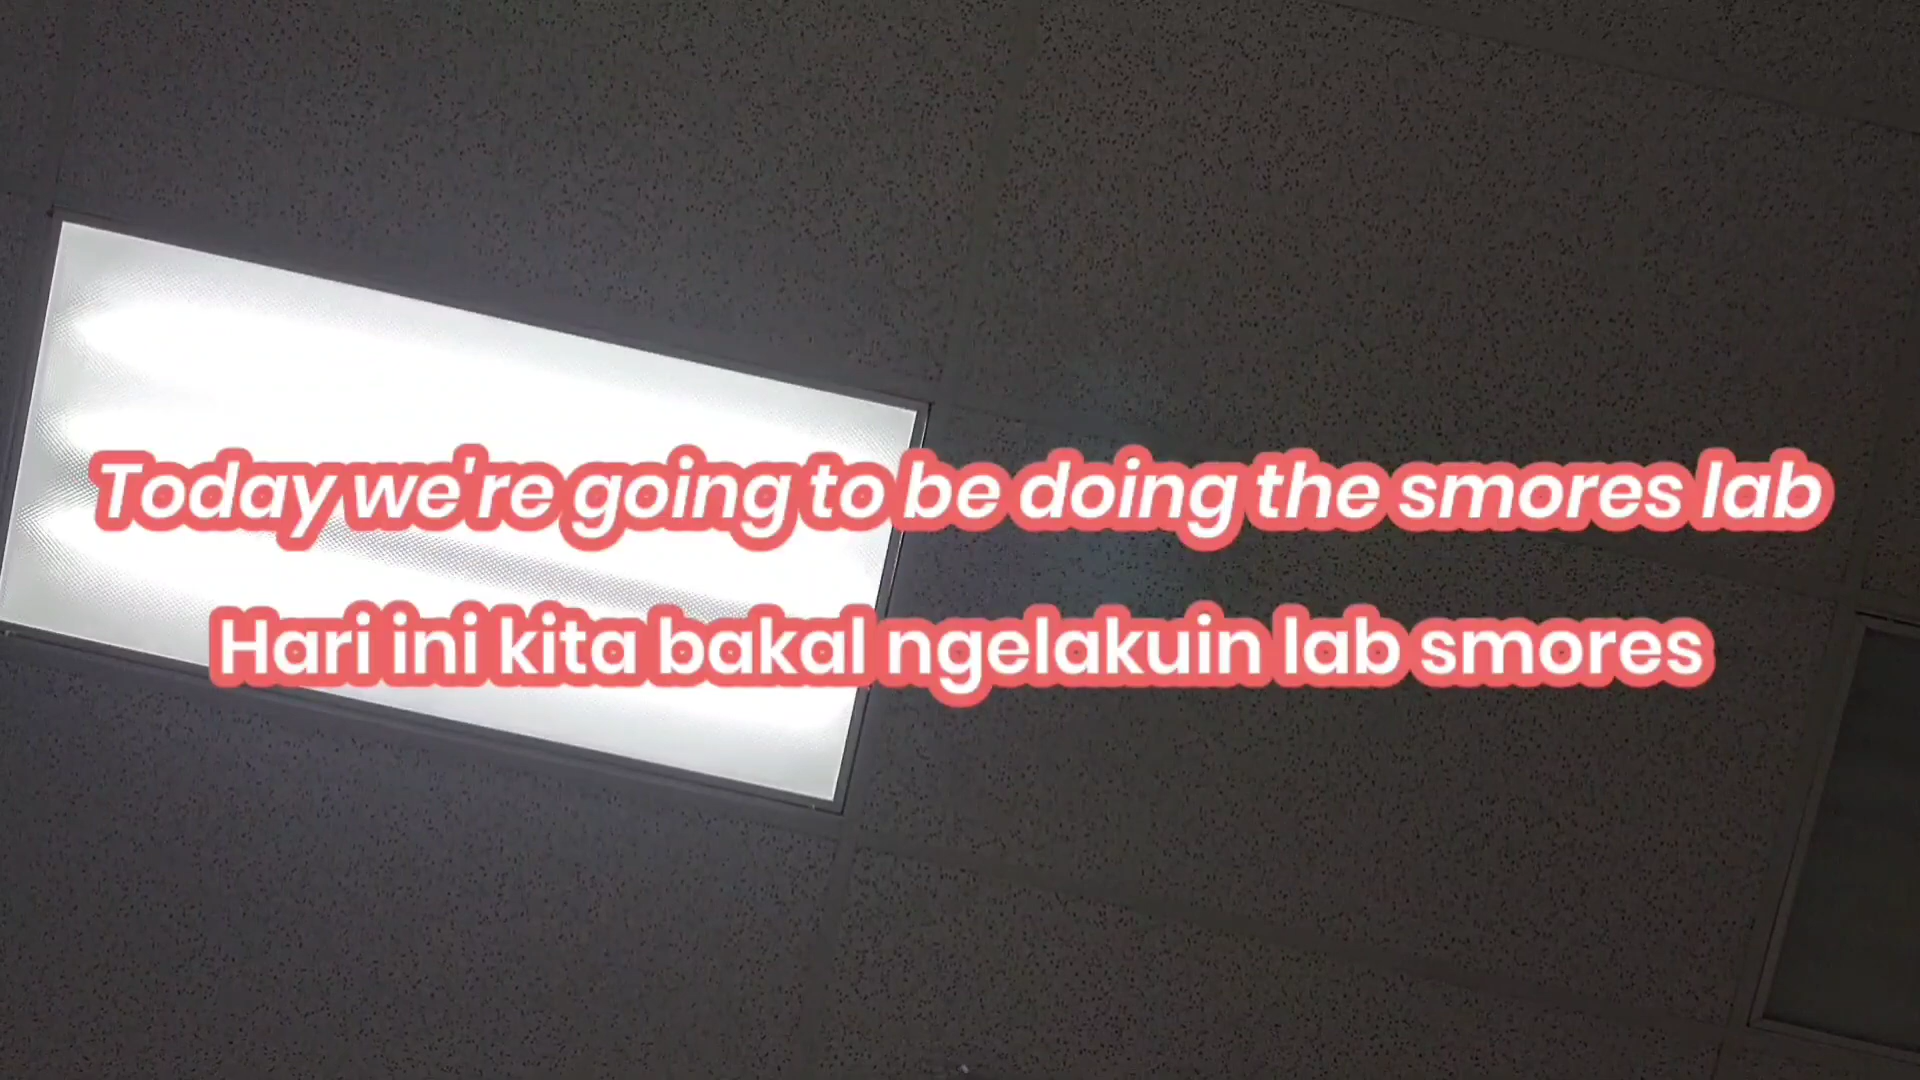 Today we're going to be doing the smores lab
Hari ini kita bakal ngelakuin lab smores